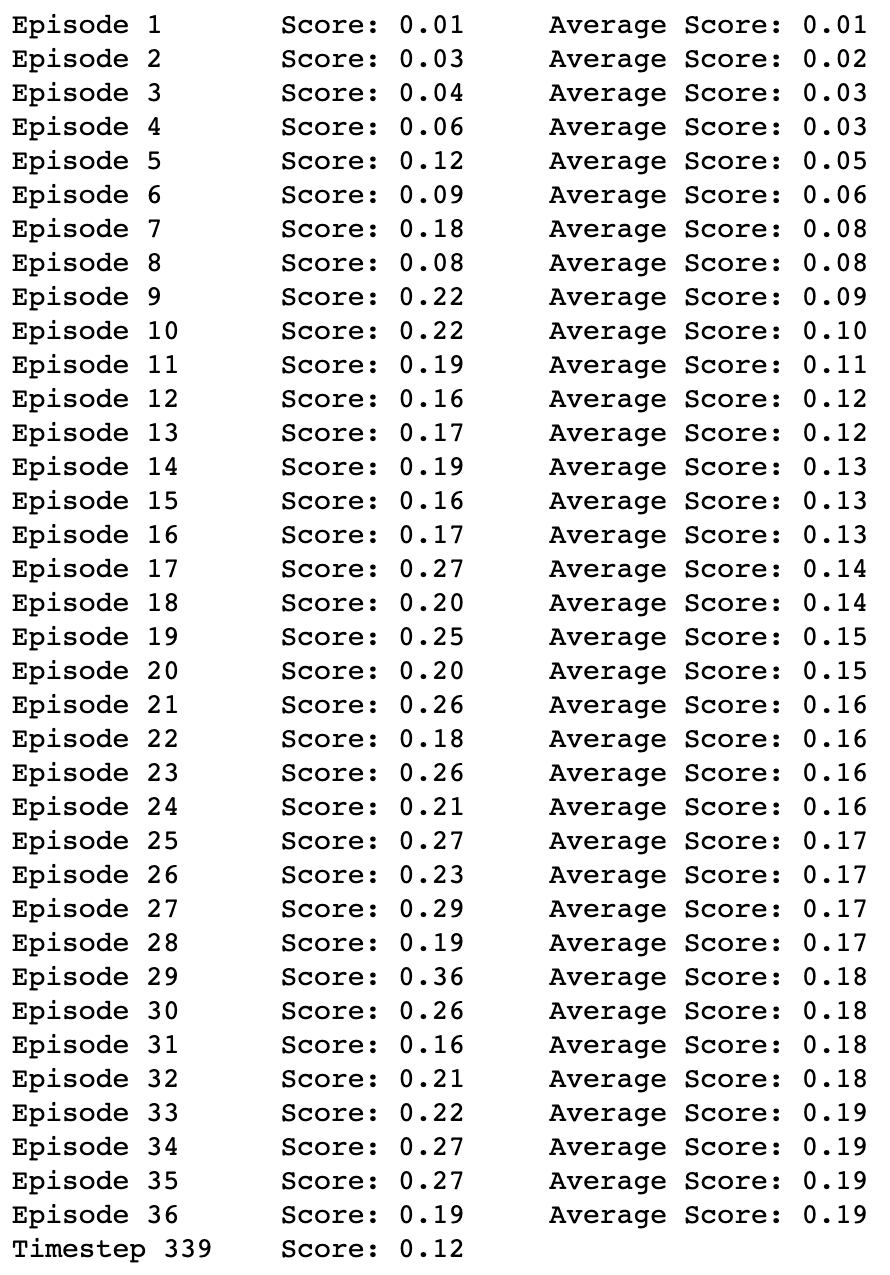 Episode 1 Score: 0.01 Average Score: 0.01
Episode 2 Score: 0.03 Average Score: 0.02
Episode 3 Score: 0.04 Average Score: 0.03
Episode 4 Score: 0.06 Average Score: 0.03
Episode 5 Score: 0.12 Average Score: 0.05
Episode 6 Score: 0.09 Average Score: 0.06
Episode 7 Score: 0.18 Average Score: 0.08
Episode 8 Score: 0.08 Average Score: 0.08
Episode 9 Score: 0.22 Average Score: 0.09
Episode 10 Score: 0.22 Average Score: 0.10
Episode 11 Score: 0.19 Average Score: 0.11
Episode 12 Score: 0.16 Average Score: 0.12
Episode 13 Score: 0.17 Average Score: 0.12
Episode 14 Score: 0.19 Average Score: 0.13
Episode 15 Score: 0.16 Average Score: 0.13
Episode 16 Score: 0.17 Average Score: 0.13
Episode 17 Score: 0.27 Average Score: 0.14
Episode 18 Score: 0.20 Average Score: 0.14
Episode 19 Score: 0.25 Average Score: 0.15
Episode 20 Score: 0.20 Average Score: 0.15
Episode 21 Score: 0.26 Average Score: 0.16
Episode 22 Score: 0.18 Average Score: 0.16
Episode 23 Score: 0.26 Average Score: 0.16
Episode 24 Score: 0.21 Average Score: 0.16
Episode 25 Score: 0.27 Average Score: 0.17
Episode 26 Score: 0.23 Average Score: 0.17
Episode 27 Score: 0.29 Average Score: 0.17
Episode 28 Score: 0.19 Average Score: 0.17
Episode 29 Score: 0.36 Average Score: 0.18
Episode 30 Score: 0.26 Average Score: 0.18
Episode 31 Score: 0.16 Average Score: 0.18
Episode 32 Score: 0.21 Average Score: 0.18
Episode 33 Score: 0.22 Average Score: 0.19
Episode 34 Score: 0.27 Average Score: 0.19
Episode 35 Score: 0.27 Average Score: 0.19
Episode 36 Score: 0.19 Average Score: 0.19
Timestep 339 Score: 0.12